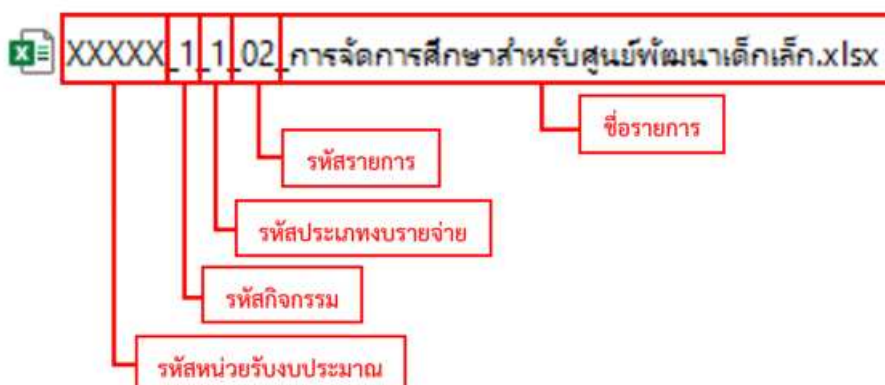 XXXXX_1_1_02_การจัดการศึกษาสำหรับศูนย์พัฒนาเด็กเล็ก.xlsx
ชื่อรายการ
รหัสรายการ
รหัสประเภทงบรายจ่าย
รหัสกิจกรรม
รหัสหน่วยรับงบประมาณ